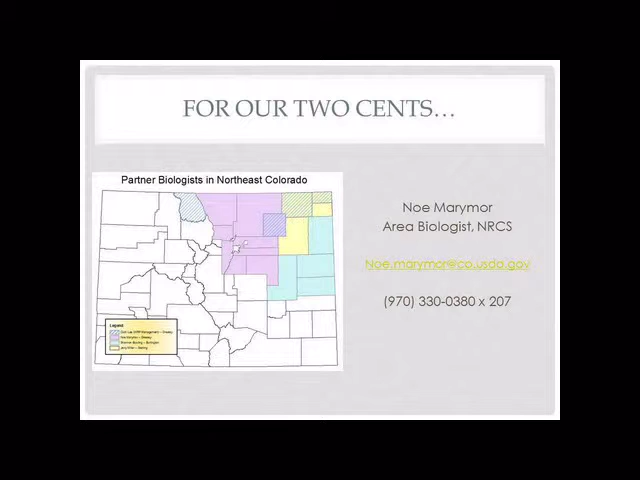 FOR OUR TWO CENTS…
Partner Biologists in Northeast Colorado
Noe Marymor
Area Biologist, NRCS
Noe.marymor@co.usda.gov
(970) 330-0380 x 207
Legend